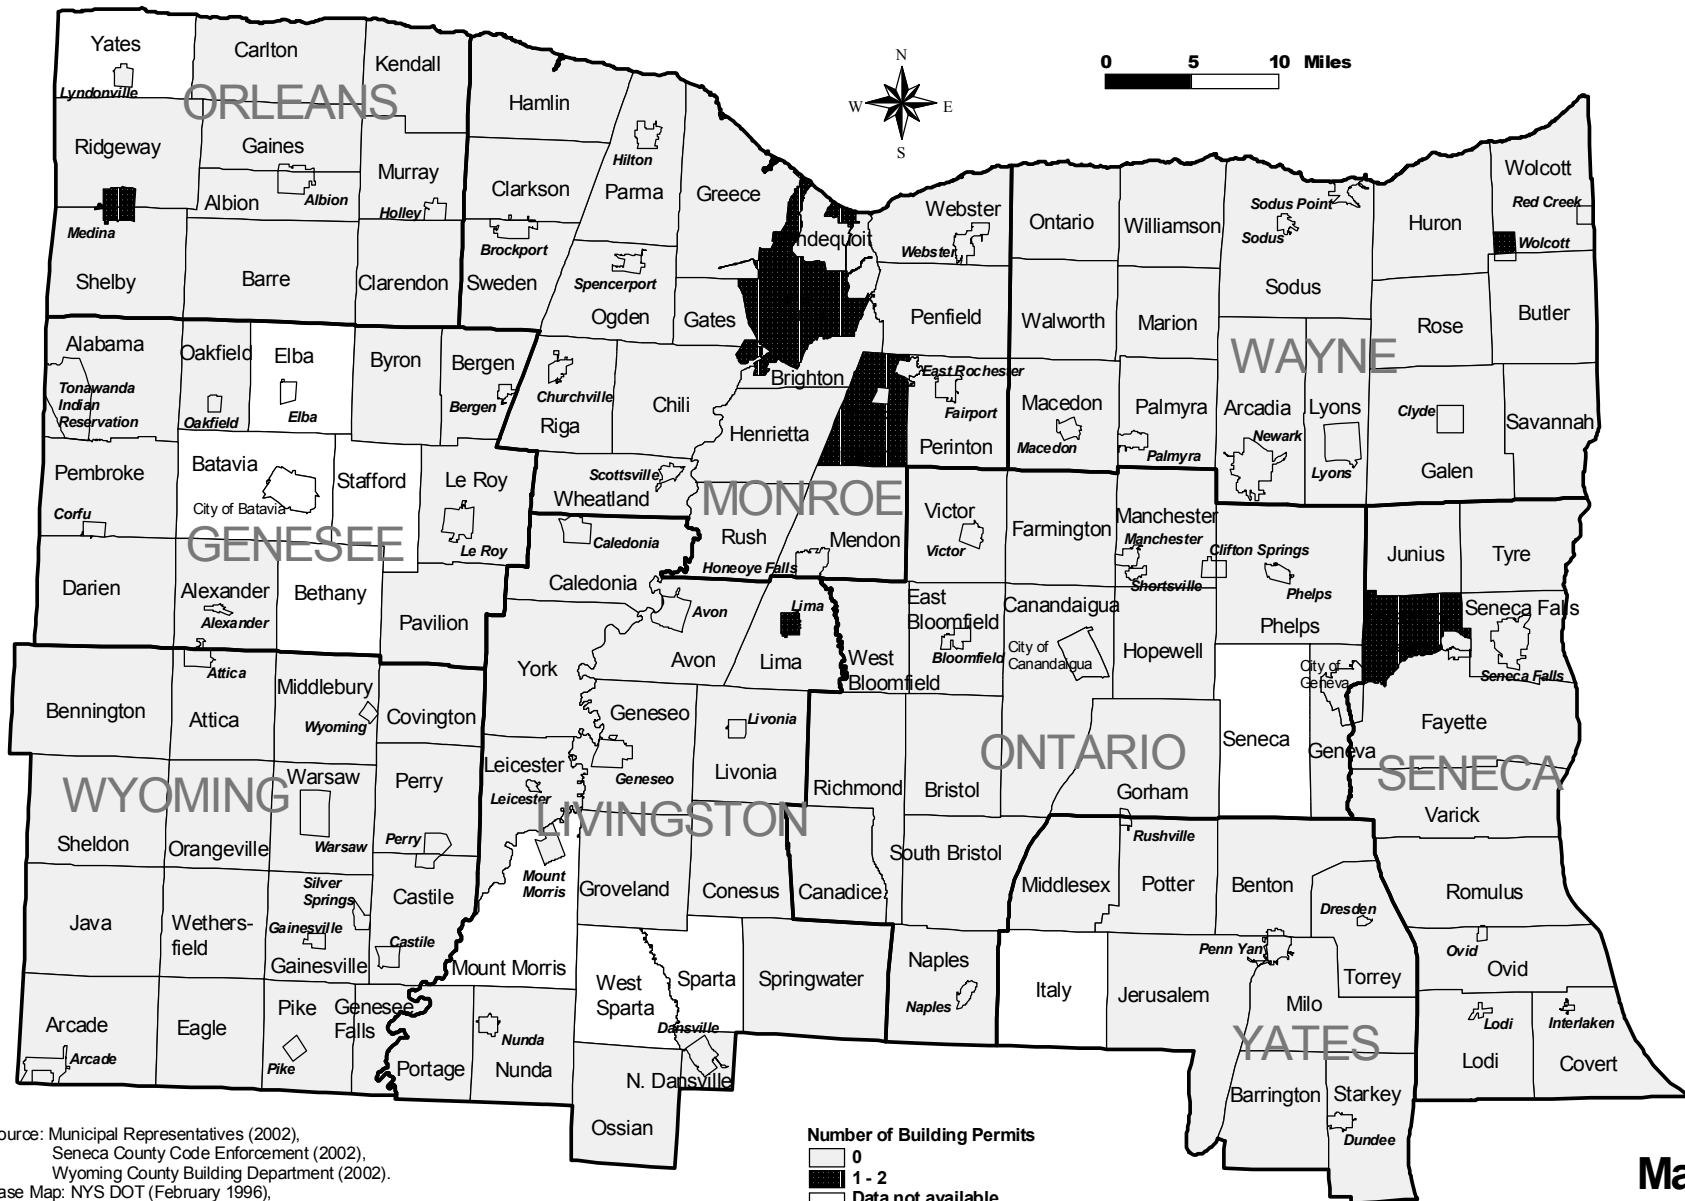 N
W E
S
0 5 10 Miles
ORLEANS
Yates
Lyndonville
Carlton
Kendall
Ridgeway
Gaines
Murray
Albion
Albion
Holley
Medina
Shelby
Barre
Clarendon
MONROE
Hamlin
Clarkson
Brockport
Sweden
Hilton
Parma
Spencerport
Ogden
Greece
Gates
ndequoit
Webster
Webster
Penfield
Brighton
East Rochester
Fairport
Perinton
Churchville
Riga
Chili
Henrietta
Scottsville
Wheatland
Rush
Mendon
Honeoye Falls
WAYNE
Ontario
Williamson
Sodus Point
Sodus
Sodus
Huron
Wolcott
Red Creek
Wolcott
Walworth
Marion
Rose
Butler
Macedon
Macedon
Palmyra
Palmyra
Arcadia
Newark
Lyons
Lyons
Clyde
Galen
Savannah
GENESEE
Alabama
Tonawanda
Indian
Reservation
Oakfield
Oakfield
Elba
Elba
Byron
Bergen
Bergen
Pembroke
Corfu
Batavia
City of Batavia
Stafford
Le Roy
Le Roy
Darien
Alexander
Alexander
Bethany
Pavilion
WYOMING
Bennington
Attica
Attica
Middlebury
Wyoming
Covington
Sheldon
Orangeville
Warsaw
Warsaw
Perry
Perry
Java
Wethers-
field
Silver
Springs
Gainesville
Gainesville
Castile
Castile
Arcade
Arcade
Eagle
Pike
Pike
Genesee
Falls
LIVINGSTON
Caledonia
Caledonia
Avon
Avon
Lima
Lima
York
Geneseo
Geneseo
Livonia
Livonia
Leicester
Leicester
Mount
Morris
Mount Morris
Groveland
Conesus
West
Sparta
Sparta
Springwater
Dansville
N. Dansville
Portage
Nunda
Nunda
Ossian
ONTARIO
Victor
Victor
Farmington
Manchester
Manchester
Shortsville
Clifton Springs
Phelps
Phelps
East
Bloomfield
Bloomfield
West
Bloomfield
Canandaigua
City of
Canandaigua
Hopewell
City of
Geneva
Geneva
Seneca
Richmond
Bristol
Gorham
South Bristol
Canadice
Naples
Naples
YATES
Rushville
Middlesex
Potter
Benton
Dresden
Penn Yan
Torrey
Italy
Jerusalem
Milo
Barrington
Starkey
Dundee
SENECA
Junius
Tyre
Seneca Falls
Seneca Falls
Fayette
Varick
Romulus
Ovid
Ovid
Lodi
Lodi
Interlaken
Covert
ource: Municipal Representatives (2002),
Seneca County Code Enforcement (2002),
Wyoming County Building Department (2002).
ase Map: NYS DOT (February 1996),
Number of Building Permits
0
1 - 2
Data not available
Ma